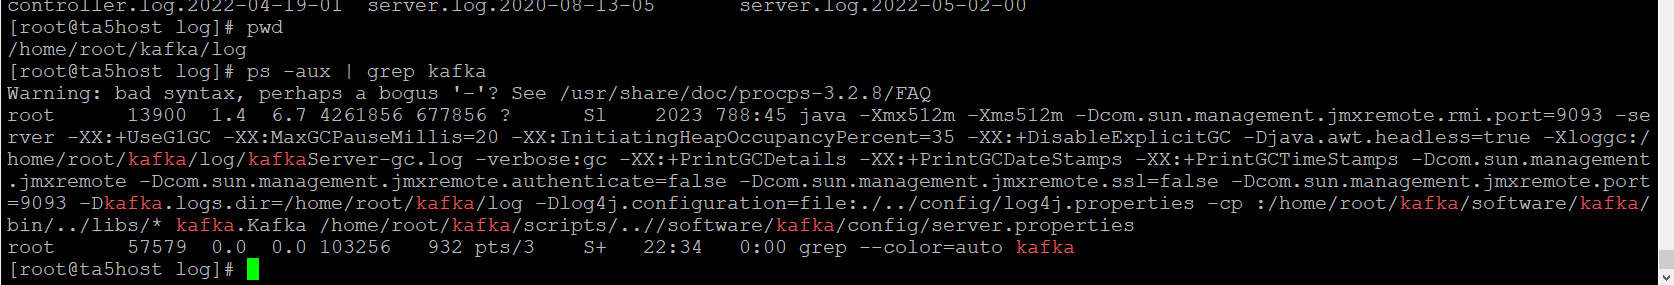 controller.log.2022-04-19-01  server.log.2020-08-13-05       server.log.2022-05-02-00
[root@ta5host log]# pwd
/home/root/kafka/log
[root@ta5host log]# ps -aux | grep kafka
Warning: bad syntax, perhaps a bogus '-'? See /usr/share/doc/procps-3.2.8/FAQ
root      13900  1.4  6.7 4261856 677856 ?      Sl    2023 788:45 java -Xmx512m -Xms512m -Dcom.sun.management.jmxremote.rmi.port=9093 -se
rver -XX:+UseG1GC -XX:MaxGCPauseMillis=20 -XX:InitiatingHeapOccupancyPercent=35 -XX:+DisableExplicitGC -Djava.awt.headless=true -Xloggc:/
home/root/kafka/log/kafkaServer-gc.log -verbose:gc -XX:+PrintGCDetails -XX:+PrintGCDateStamps -XX:+PrintGCTimeStamps -Dcom.sun.management
.jmxremote -Dcom.sun.management.jmxremote.authenticate=false -Dcom.sun.management.jmxremote.ssl=false -Dcom.sun.management.jmxremote.port
=9093 -Dkafka.logs.dir=/home/root/kafka/log -Dlog4j.configuration=file:./../config/log4j.properties -cp :/home/root/kafka/software/kafka/
bin/../libs/* kafka.Kafka /home/root/kafka/scripts/..//software/kafka/config/server.properties
root      57579  0.0  0.0 103256   932 pts/3    S+   22:34   0:00 grep --color=auto kafka
[root@ta5host log]#